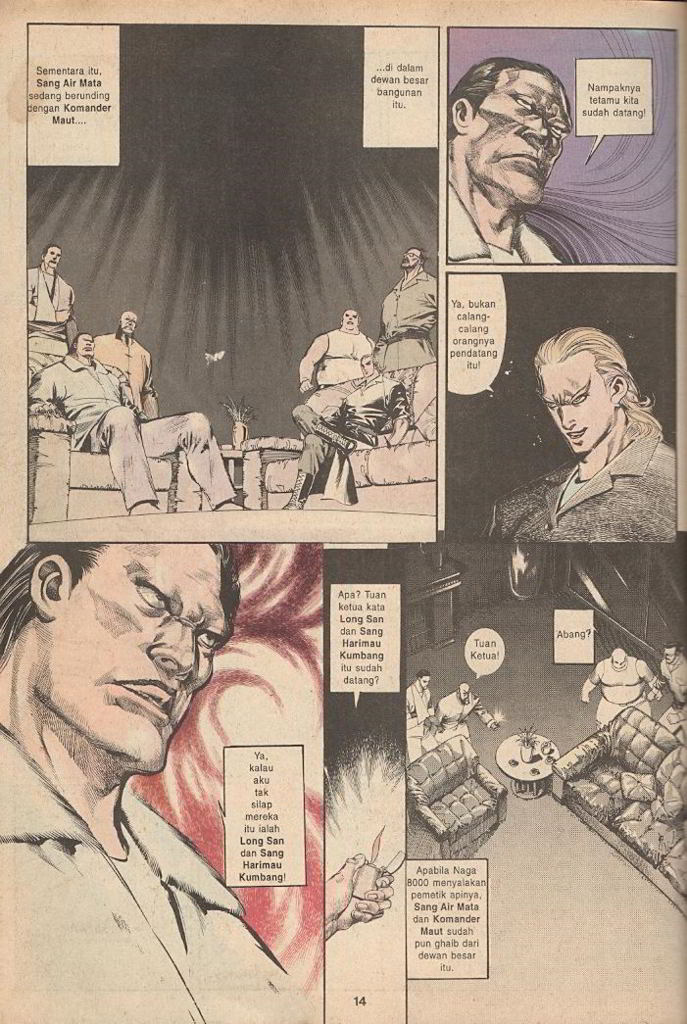 Sementara itu,
Sang Air Mata
sedang berunding
dengan Komander
Maut....
...di dalam
dewan besar
bangunan
itu.
Nampaknya
tetamu kita
sudah datang!
Ya, bukan
calang-
calang
orangnya
pendatang
itu!
Ya,
kalau
aku
tak
silap
mereka
itu ialah
Long San
dan Sang
Harimau
Kumbang!
Apa? Tuan
ketua kata
Long San
dan Sang
Harimau
Kumbang
itu sudah
datang?
Tuan
Ketua!
Abang?
Apabila Naga
8000 menyalakan
pemetik apinya,
Sang Air Mata
dan Komander
Maut sudah
pun ghaib dari
dewan besar
itu.
14